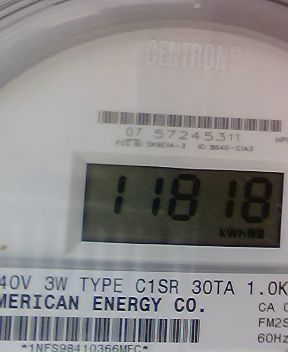 CENTRON®
07 57245311
11818
kWh
40V 3W TYPE C1SR 30TA 1.0K
MERICAN ENERGY CO.
CA
FM2S
60Hz
*1NFS98410366MFC*